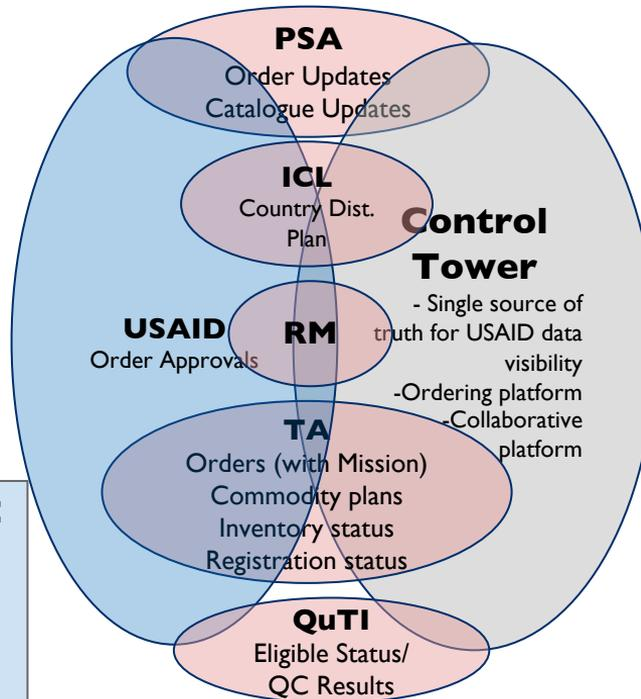 PSA
Order Updates
Catalogue Updates
ICL
Country Dist.
Plan
Control
Tower
- Single source of
truth for USAID data
visibility
-Ordering platform
-Collaborative
platform
USAID
Order Approvals
RM
TA
Orders (with Mission)
Commodity plans
Inventory status
Registration status
QuTI
Eligible Status/
QC Results